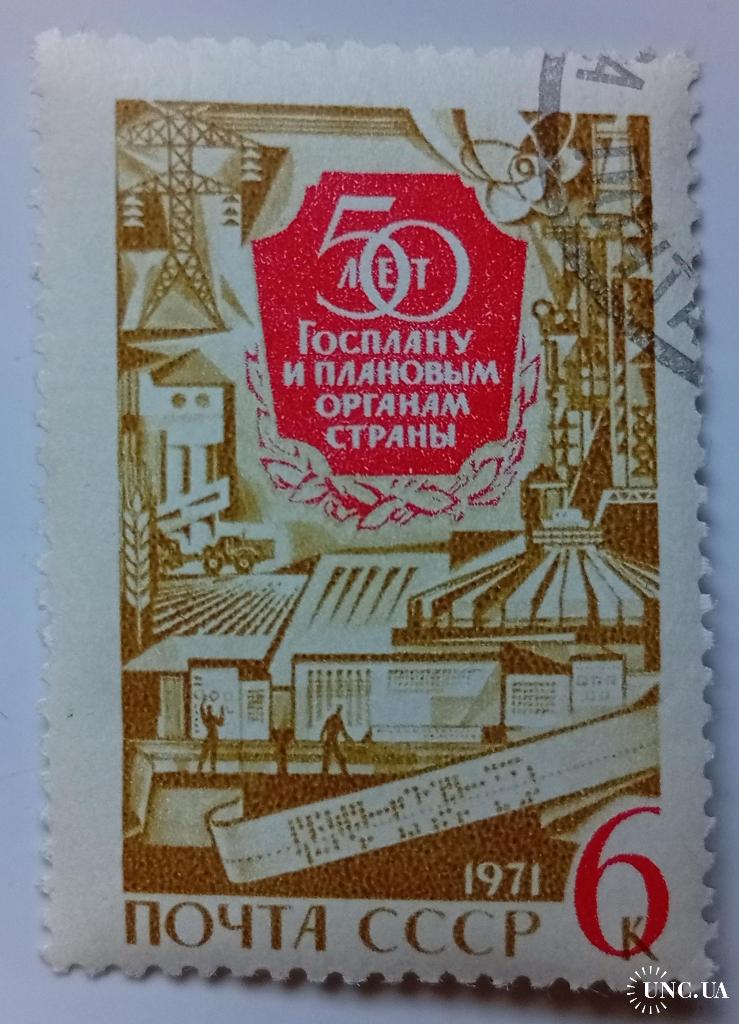 50
ЛЕТ
ГОСПЛАНУ
И ПЛАНОВЫМ
ОРГАНАМ
СТРАНЫ
1971
ПОЧТА СССР
6
К
UNC.UA